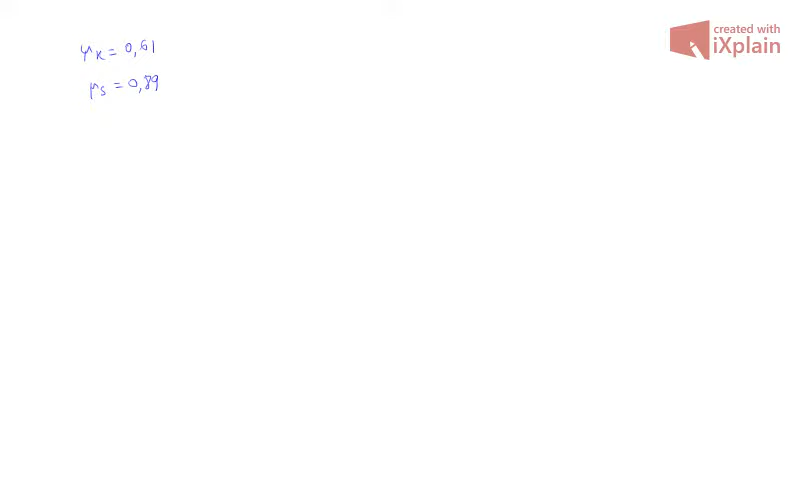 μk = 0,61
μs = 0,89
created with
iXplain